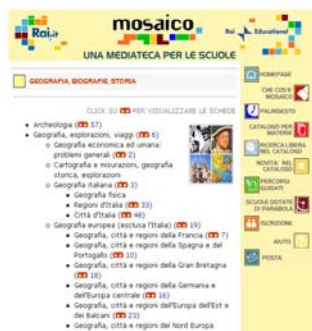 Rai.it
mosaico
Rai Educational
UNA MEDIATECA PER LE SCUOLE
GEOGRAFIA, BIOGRAFIE, STORIA
CLICK SU PER VISUALIZZARE LE SCHEDE
• Archeologia ( 57)
• Geografia, esplorazioni, viaggi ( 6)
Geografia economica ed umana:
problemi generali ( 2)
Cartografia e misurazioni, geografia
storica, esplorazioni
Geografia italiana ( 3)
Geografia fisica
Regioni d'Italia ( 33)
Città d'Italia ( 48)
Geografia europea (esclusa l'Italia) ( 19)
Geografia, città e regioni della Francia ( 7)
Geografia, città e regioni della Spagna e del
Portogallo ( 10)
Geografia, città e regioni della Gran Bretagna
( 18)
Geografia, città e regioni della Germania e
dell'Europa centrale ( 16)
Geografia, città e regioni dell'Europa dell'Est e
dei Balcani ( 23)
Geografia, città e regioni del Nord Europa
HOMEPAGE
CHE COS'E'
MOSAICO
PALINSESTO
CATALOGO PER
MATERIE
RICERCA LIBERA
NEL CATALOGO
NOVITA' NEL
CATALOGO
PERCORSI
GUIDATI
SCUOLE DOTATE
DI PARABOLA
ISCRIZIONE
AIUTO
POSTA